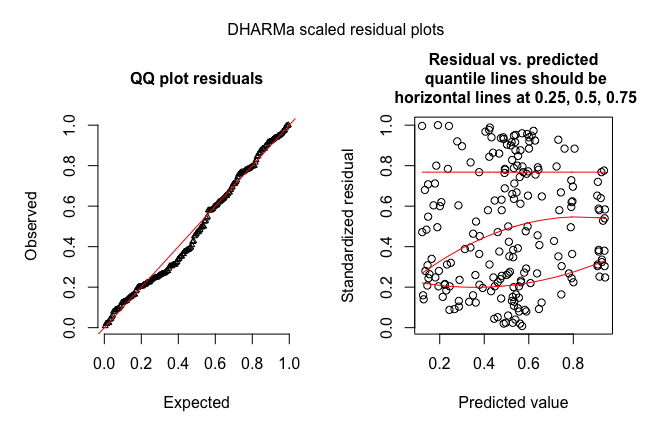 DHARMa scaled residual plots
QQ plot residuals
Observed
1.0
0.8
0.6
0.4
0.2
0.0
0.0 0.2 0.4 0.6 0.8 1.0
Expected
Residual vs. predicted
quantile lines should be
horizontal lines at 0.25, 0.5, 0.75
Standardized residual
1.0
0.8
0.6
0.4
0.2
0.0
0.2 0.4 0.6 0.8
Predicted value